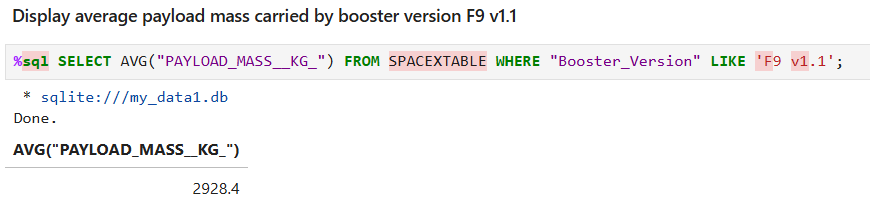 Display average payload mass carried by booster version F9 v1.1
%sql SELECT AVG("PAYLOAD_MASS__KG_") FROM SPACEXTABLE WHERE "Booster_Version" LIKE 'F9 v1.1';
* sqlite:///my_data1.db
Done.
AVG("PAYLOAD_MASS__KG_")
2928.4